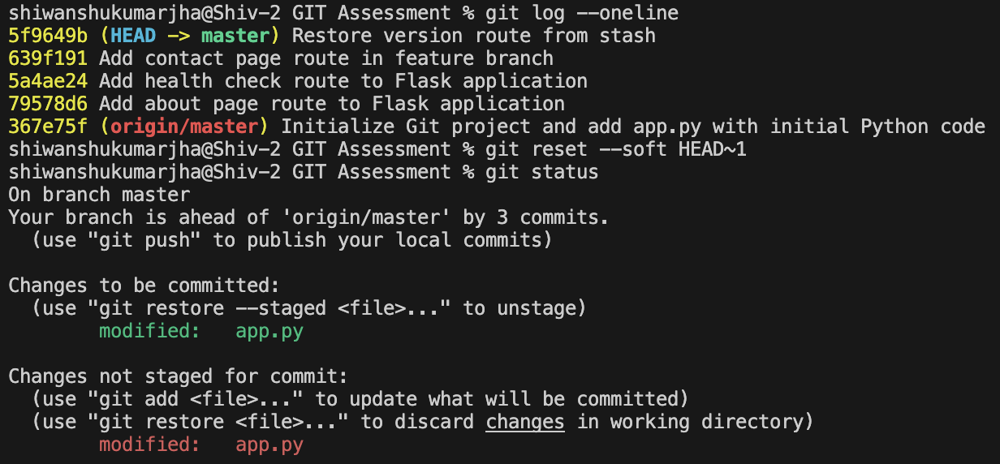 shiwanshukumarjha@Shiv-2 GIT Assessment % git log --oneline
5f9649b (HEAD -> master) Restore version route from stash
639f191 Add contact page route in feature branch
5a4ae24 Add health check route to Flask application
79578d6 Add about page route to Flask application
367e75f (origin/master) Initialize Git project and add app.py with initial Python code
shiwanshukumarjha@Shiv-2 GIT Assessment % git reset --soft HEAD~1
shiwanshukumarjha@Shiv-2 GIT Assessment % git status
On branch master
Your branch is ahead of 'origin/master' by 3 commits.
  (use "git push" to publish your local commits)

Changes to be committed:
  (use "git restore --staged <file>..." to unstage)
        modified:   app.py

Changes not staged for commit:
  (use "git add <file>..." to update what will be committed)
  (use "git restore <file>..." to discard changes in working directory)
        modified:   app.py